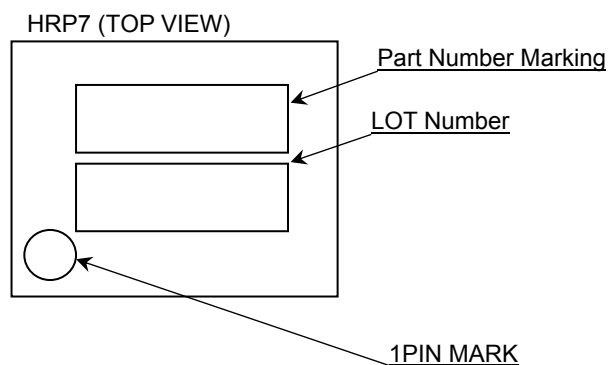 HRP7 (TOP VIEW)
Part Number Marking
LOT Number
1PIN MARK